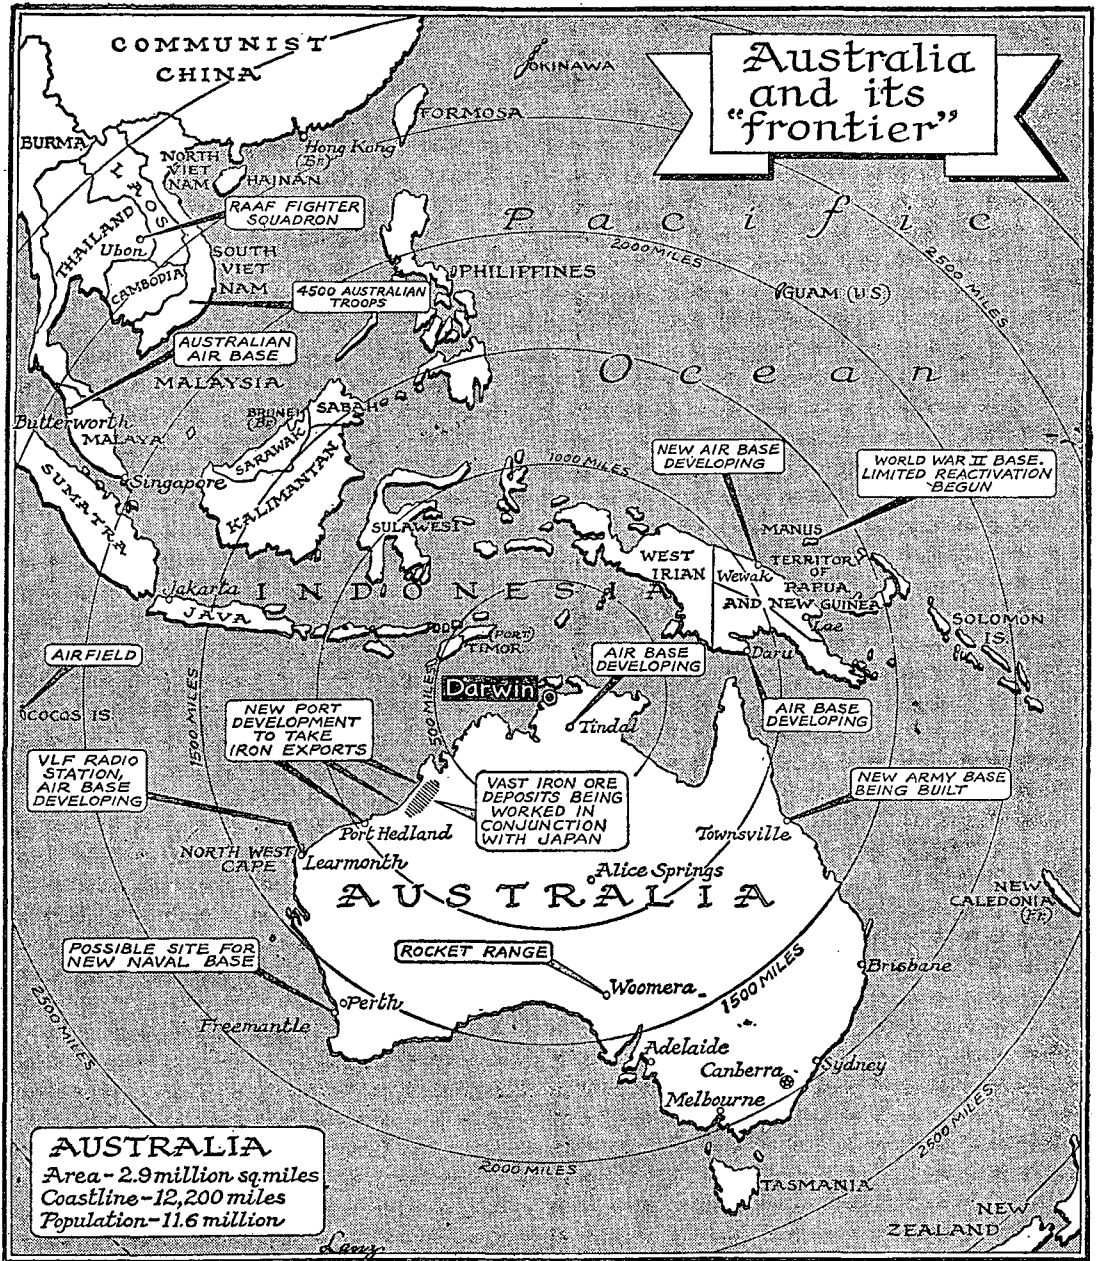 Australia
and its
"frontier"
COMMUNIST
CHINA
OKINAWA
FORMOSA
BURMA
Hong Kong
(Br)
NORTH
VIET
NAM
HAINAN
LAOS
RAAF FIGHTER
SQUADRON
THAILAND
Ubon
SOUTH
VIET
NAM
CAMBODIA
4500 AUSTRALIAN
TROOPS
Pacific
2000 MILES
2500 MILES
PHILIPPINES
GUAM (U.S)
AUSTRALIAN
AIR BASE
MALAYSIA
Ocean
Butterworth
MALAYA
BRUNEI
(Br)
SABAH
SARAWAK
Singapore
SUMATRA
KALIMANTAN
SULAWESI
1000 MILES
NEW AIR BASE
DEVELOPING
WORLD WAR II BASE.
LIMITED REACTIVATION
BEGUN
MANUS
WEST
IRIAN
Wewak
TERRITORY
OF
PAPUA
AND NEW GUINEA
Lae
Jakarta
INDONESIA
JAVA
SOLOMON
IS.
(PORT)
TIMOR
Daru
AIRFIELD
COCOS IS.
AIR BASE
DEVELOPING
Darwin
500 MILES
1500 MILES
Tindal
AIR BASE
DEVELOPING
NEW PORT
DEVELOPMENT
TO TAKE
IRON EXPORTS
VLF RADIO
STATION,
AIR BASE
DEVELOPING
VAST IRON ORE
DEPOSITS BEING
WORKED IN
CONJUNCTION
WITH JAPAN
NEW ARMY BASE
BEING BUILT
Port Hedland
Townsville
NORTH WEST
CAPE
Learmonth
Alice Springs
AUSTRALIA
NEW
CALEDONIA
(Fr.)
POSSIBLE SITE FOR
NEW NAVAL BASE
ROCKET RANGE
Woomera
1500 MILES
Brisbane
Perth
Freemantle
2500 MILES
Adelaide
Canberra
Sydney
Melbourne
2500 MILES
2000 MILES
TASMANIA
NEW
ZEALAND
AUSTRALIA
Area-2.9 million sq. miles
Coastline-12,200 miles
Population-11.6 million
Lanz